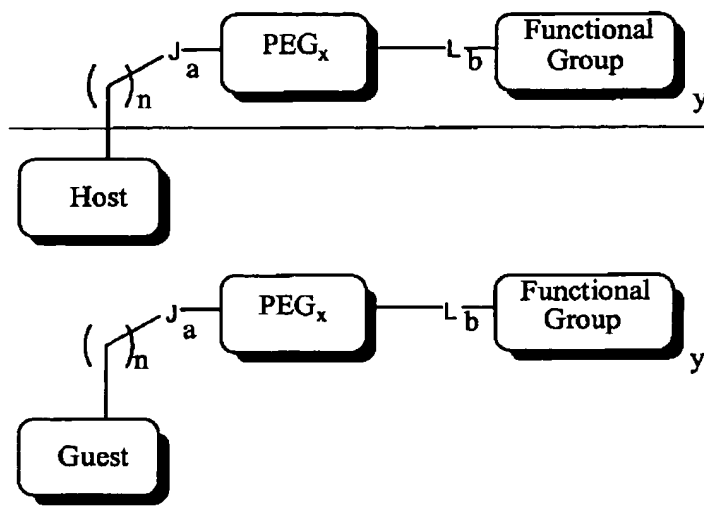 J a PEGx L b Functional Group
( )n
y
Host
J a PEGx L b Functional Group
( )n
y
Guest